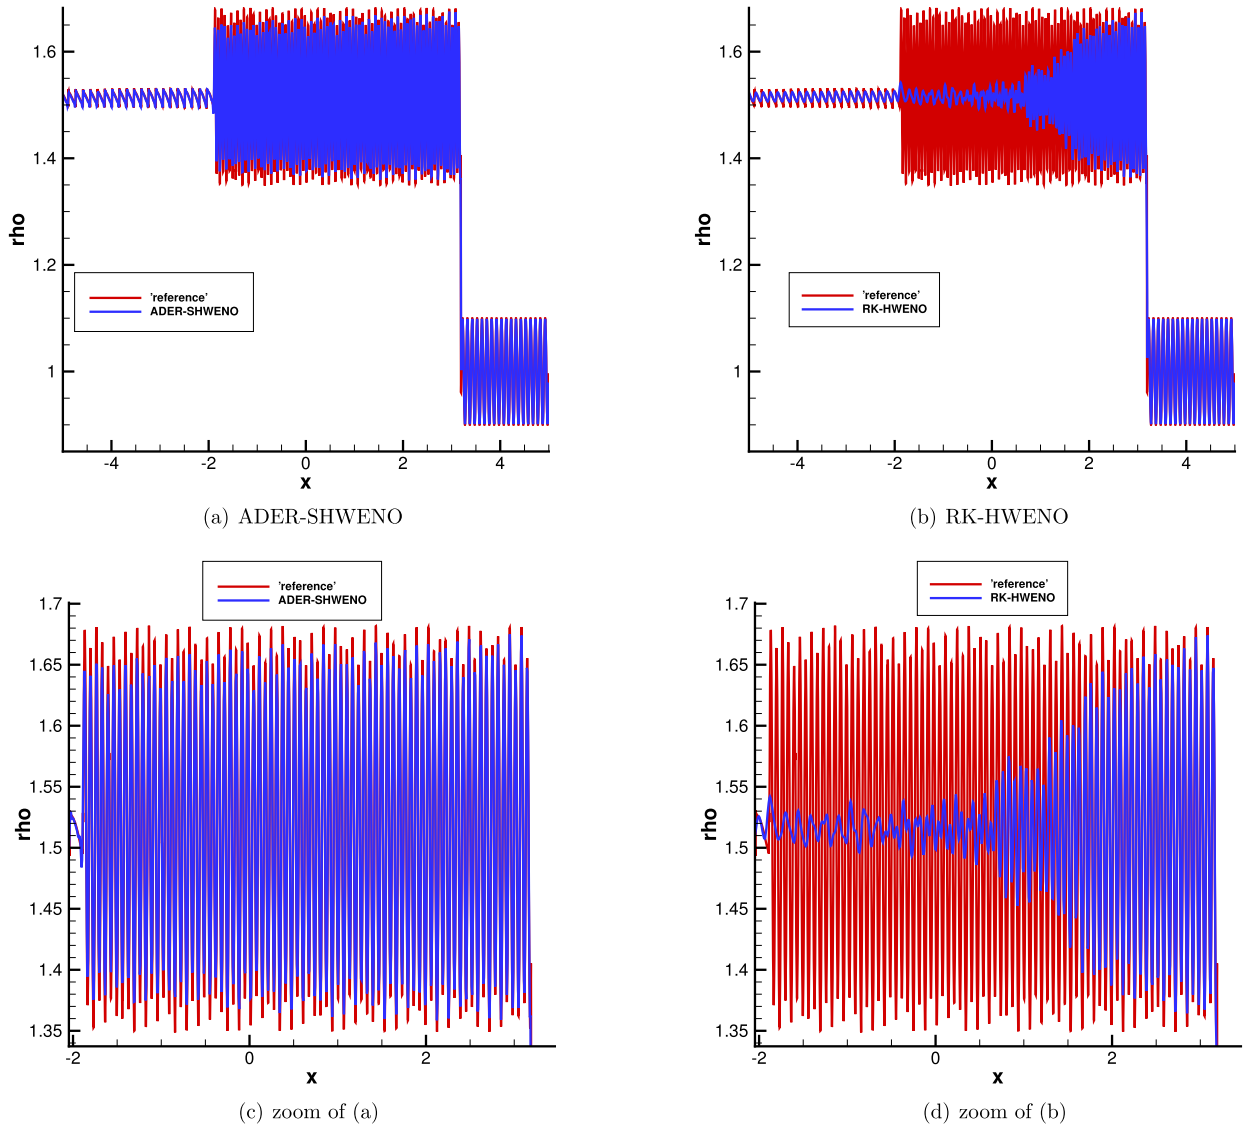 1.6
1.4
1.2
1
rho
'reference'
ADER-SHWENO
-4
-2
0
2
4
x
(a) ADER-SHWENO
1.6
1.4
1.2
1
rho
'reference'
RK-HWENO
-4
-2
0
2
4
x
(b) RK-HWENO
'reference'
ADER-SHWENO
1.7
1.65
1.6
1.55
1.5
1.45
1.4
1.35
rho
-2
0
2
x
(c) zoom of (a)
'reference'
RK-HWENO
1.7
1.65
1.6
1.55
1.5
1.45
1.4
1.35
rho
-2
0
2
x
(d) zoom of (b)